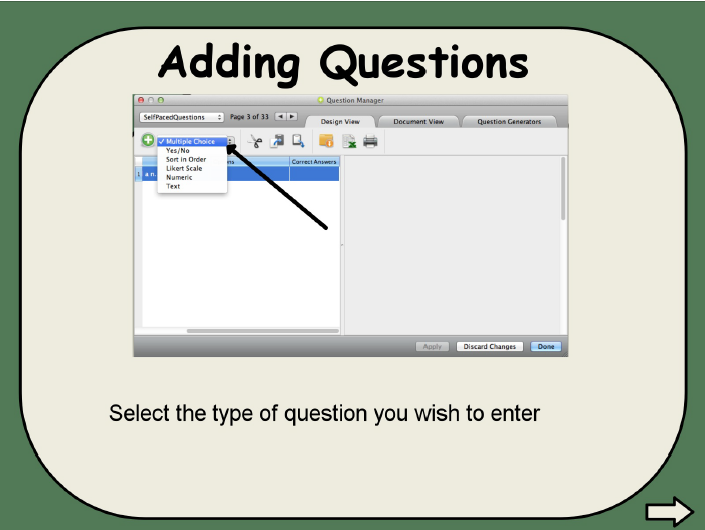 Adding Questions
Question Manager
SelfPacedQuestions Page 3 of 33 Design View Document View Question Generators
Multiple Choice
Yes/No
Sort in Order
Likert Scale
Numeric
Text
Correct Answers
1 a n.
Apply Discard Changes Done
Select the type of question you wish to enter